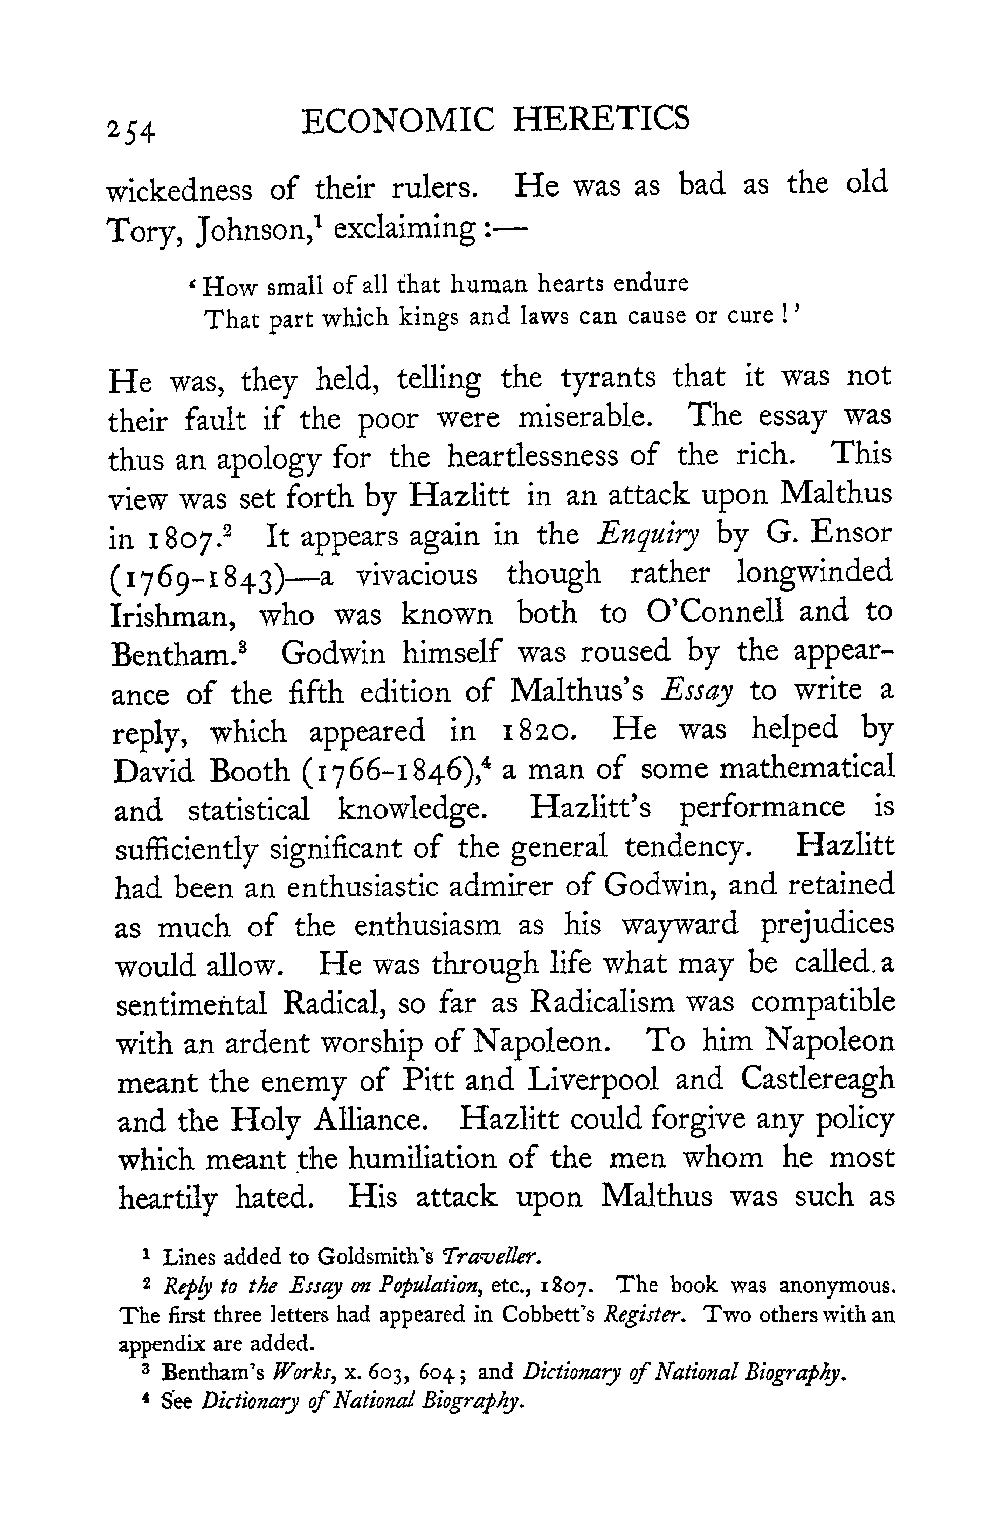 254 ECONOMIC HERETICS
wickedness of their rulers. He was as bad as the old
Tory, Johnson,¹ exclaiming :—
‘ How small of all that human hearts endure
That part which kings and laws can cause or cure ! ’
He was, they held, telling the tyrants that it was not
their fault if the poor were miserable. The essay was
thus an apology for the heartlessness of the rich. This
view was set forth by Hazlitt in an attack upon Malthus
in 1807.² It appears again in the Enquiry by G. Ensor
(1769-1843)—a vivacious though rather longwinded
Irishman, who was known both to O’Connell and to
Bentham.³ Godwin himself was roused by the appear-
ance of the fifth edition of Malthus’s Essay to write a
reply, which appeared in 1820. He was helped by
David Booth (1766-1846),⁴ a man of some mathematical
and statistical knowledge. Hazlitt’s performance is
sufficiently significant of the general tendency. Hazlitt
had been an enthusiastic admirer of Godwin, and retained
as much of the enthusiasm as his wayward prejudices
would allow. He was through life what may be called a
sentimental Radical, so far as Radicalism was compatible
with an ardent worship of Napoleon. To him Napoleon
meant the enemy of Pitt and Liverpool and Castlereagh
and the Holy Alliance. Hazlitt could forgive any policy
which meant the humiliation of the men whom he most
heartily hated. His attack upon Malthus was such as
¹ Lines added to Goldsmith’s Traveller.
² Reply to the Essay on Population, etc., 1807. The book was anonymous.
The first three letters had appeared in Cobbett’s Register. Two others with an
appendix are added.
³ Bentham’s Works, x. 603, 604 ; and Dictionary of National Biography.
⁴ See Dictionary of National Biography.